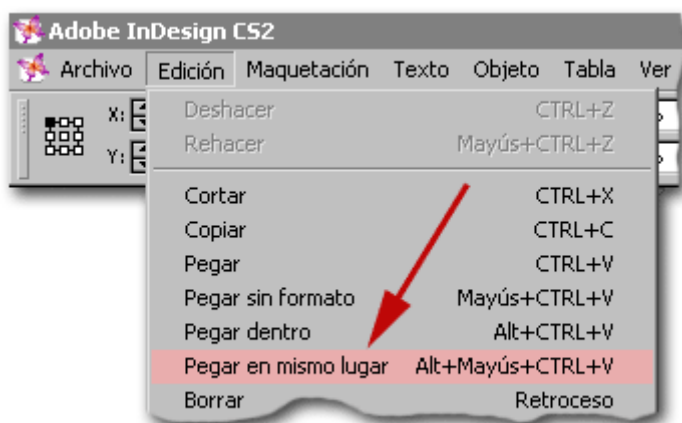 Adobe InDesign CS2
Archivo Edición Maquetación Texto Objeto Tabla Ver
X:
Y:
Deshacer CTRL+Z
Rehacer Mayús+CTRL+Z
Cortar CTRL+X
Copiar CTRL+C
Pegar CTRL+V
Pegar sin formato Mayús+CTRL+V
Pegar dentro Alt+CTRL+V
Pegar en mismo lugar Alt+Mayús+CTRL+V
Borrar Retroceso